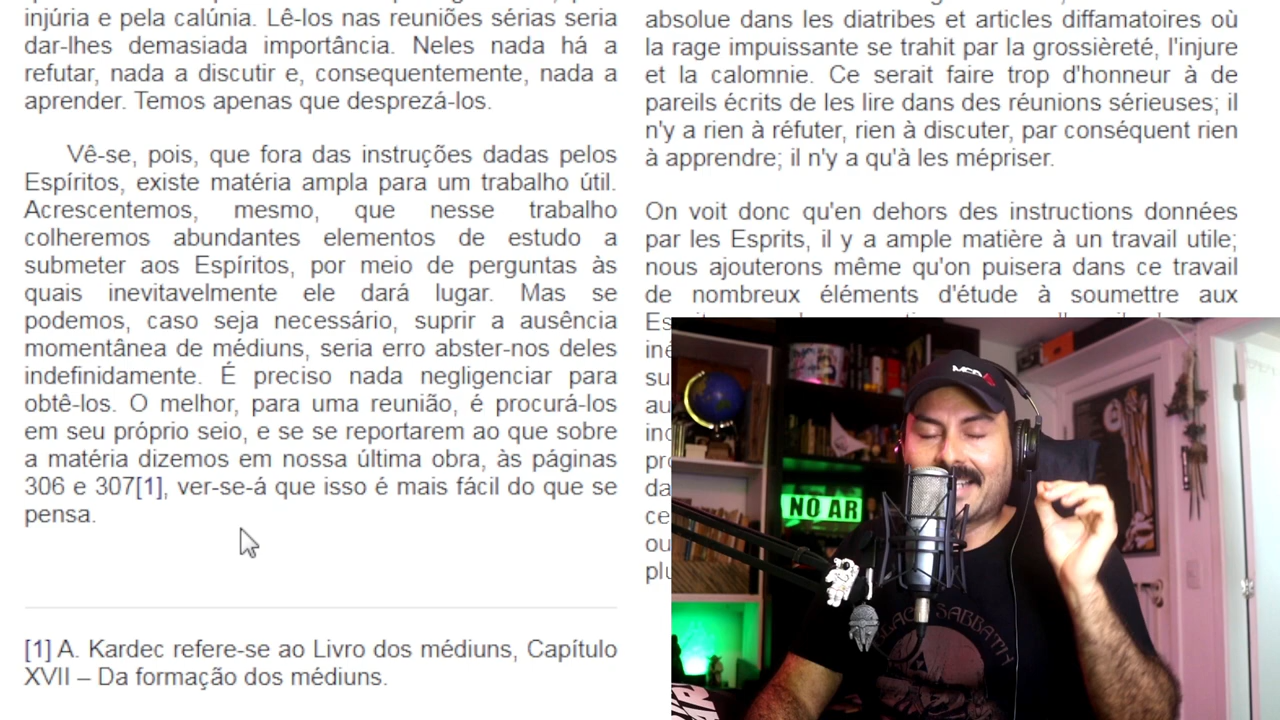 injúria e pela calúnia. Lê-los nas reuniões sérias seria
dar-lhes demasiada importância. Neles nada há a
refutar, nada a discutir e, consequentemente, nada a
aprender. Temos apenas que desprezá-los.
Vê-se, pois, que fora das instruções dadas pelos
Espíritos, existe matéria ampla para um trabalho útil.
Acrescentemos, mesmo, que nesse trabalho
colheremos abundantes elementos de estudo a
submeter aos Espíritos, por meio de perguntas às
quais inevitavelmente ele dará lugar. Mas se
podemos, caso seja necessário, suprir a ausência
momentânea de médiuns, seria erro abster-nos deles
indefinidamente. É preciso nada negligenciar para
obtê-los. O melhor, para uma reunião, é procurá-los
em seu próprio seio, e se se reportarem ao que sobre
a matéria dizemos em nossa última obra, às páginas
306 e 307[1], ver-se-á que isso é mais fácil do que se
pensa.
[1] A. Kardec refere-se ao Livro dos médiuns, Capítulo
XVII – Da formação dos médiuns.
absolue dans les diatribes et articles diffamatoires où
la rage impuissante se trahit par la grossièreté, l'injure
et la calomnie. Ce serait faire trop d'honneur à de
pareils écrits de les lire dans des réunions sérieuses; il
n'y a rien à réfuter, rien à discuter, par conséquent rien
à apprendre; il n'y a qu'à les mépriser.
On voit donc qu'en dehors des instructions données
par les Esprits, il y a ample matière à un travail utile;
nous ajouterons même qu'on puisera dans ce travail
de nombreux éléments d'étude à soumettre aux
NO AR
BLACK SABBATH